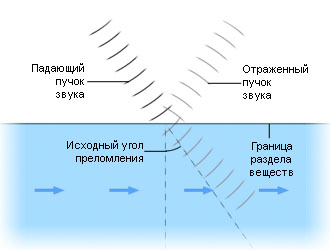 Падающий
пучок
звука
Отраженный
пучок
звука
Исходный угол
преломления
Граница
раздела
веществ